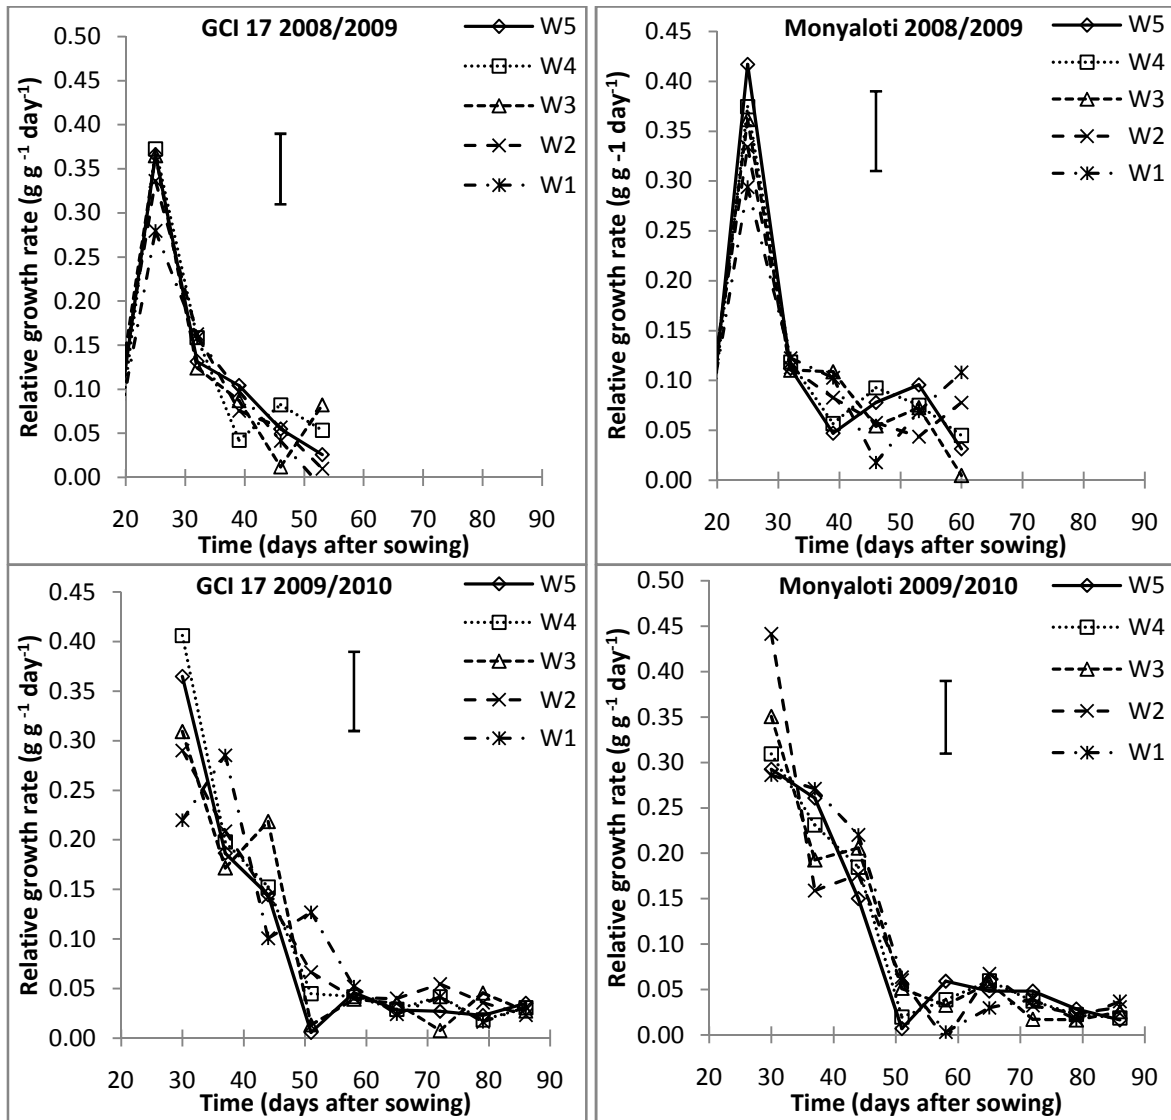 GCI 17 2008/2009
W5
W4
W3
W2
W1
Relative growth rate (g g ⁻¹ day⁻¹)
0.50
0.45
0.40
0.35
0.30
0.25
0.20
0.15
0.10
0.05
0.00
20 30 40 50 60 70 80 90
Time (days after sowing)
Monyaloti 2008/2009
W5
W4
W3
W2
W1
Relative growth rate (g g -1 day⁻¹)
0.45
0.40
0.35
0.30
0.25
0.20
0.15
0.10
0.05
0.00
20 30 40 50 60 70 80 90
Time (days after sowing)
GCI 17 2009/2010
W5
W4
W3
W2
W1
Relative growth rate (g g ⁻¹ day⁻¹)
0.45
0.40
0.35
0.30
0.25
0.20
0.15
0.10
0.05
0.00
20 30 40 50 60 70 80 90
Time (days after sowing)
Monyaloti 2009/2010
W5
W4
W3
W2
W1
Relative growth rate (g g ⁻¹ day⁻¹)
0.50
0.45
0.40
0.35
0.30
0.25
0.20
0.15
0.10
0.05
0.00
20 30 40 50 60 70 80 90
Time (days after sowing)